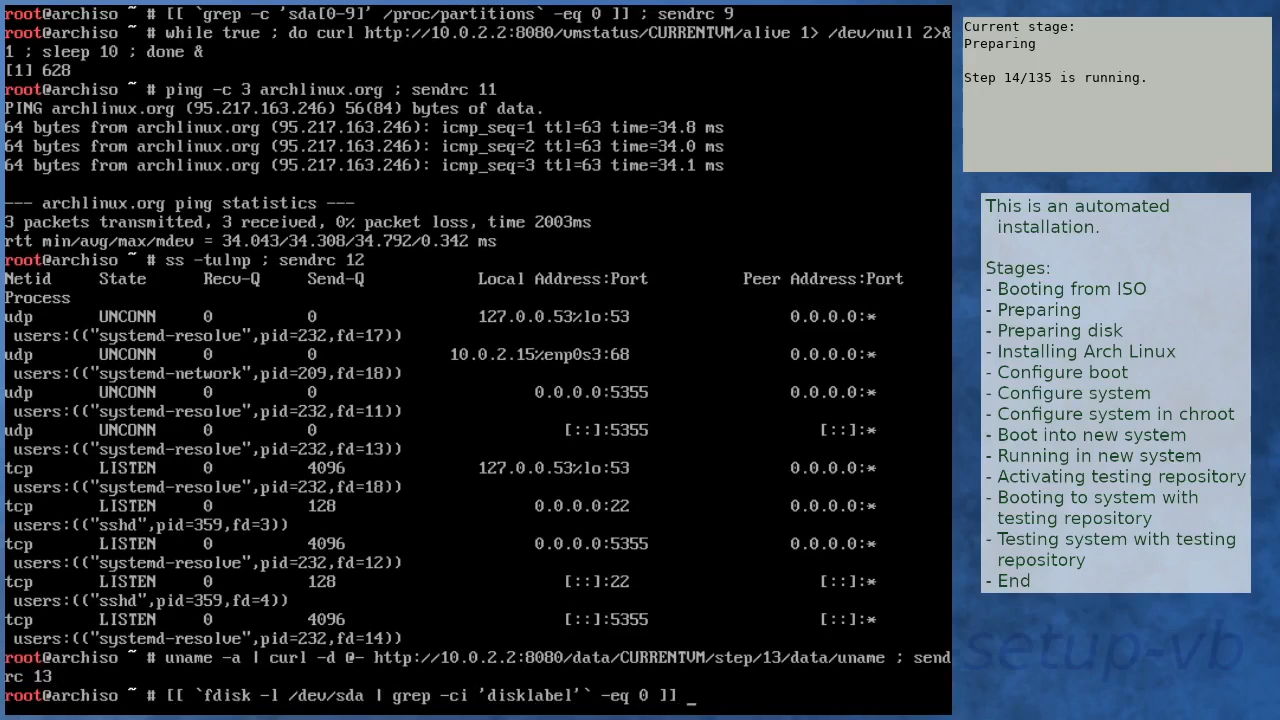 root@archiso ~ # [[ `grep -c 'sda[0-9]' /proc/partitions` -eq 0 ]] ; sendrc 9
root@archiso ~ # while true ; do curl http://10.0.2.2:8080/vmstatus/CURRENTVM/alive 1> /dev/null 2>&
1 ; sleep 10 ; done &
[1] 628
root@archiso ~ # ping -c 3 archlinux.org ; sendrc 11
PING archlinux.org (95.217.163.246) 56(84) bytes of data.
64 bytes from archlinux.org (95.217.163.246): icmp_seq=1 ttl=63 time=34.8 ms
64 bytes from archlinux.org (95.217.163.246): icmp_seq=2 ttl=63 time=34.0 ms
64 bytes from archlinux.org (95.217.163.246): icmp_seq=3 ttl=63 time=34.1 ms
--- archlinux.org ping statistics ---
3 packets transmitted, 3 received, 0% packet loss, time 2003ms
rtt min/avg/max/mdev = 34.043/34.308/34.792/0.342 ms
root@archiso ~ # ss -tulnp ; sendrc 12
Netid State Recv-Q Send-Q Local Address:Port Peer Address:Port
Process
udp UNCONN 0 0 127.0.0.53%lo:53 0.0.0.0:*
users:(("systemd-resolve",pid=232,fd=17))
udp UNCONN 0 0 10.0.2.15%enp0s3:68 0.0.0.0:*
users:(("systemd-network",pid=209,fd=18))
udp UNCONN 0 0 0.0.0.0:5355 0.0.0.0:*
users:(("systemd-resolve",pid=232,fd=11))
udp UNCONN 0 0 [::]:5355 [::]:*
users:(("systemd-resolve",pid=232,fd=13))
tcp LISTEN 0 4096 127.0.0.53%lo:53 0.0.0.0:*
users:(("systemd-resolve",pid=232,fd=18))
tcp LISTEN 0 128 0.0.0.0:22 0.0.0.0:*
users:(("sshd",pid=359,fd=3))
tcp LISTEN 0 4096 0.0.0.0:5355 0.0.0.0:*
users:(("systemd-resolve",pid=232,fd=12))
tcp LISTEN 0 128 [::]:22 [::]:*
users:(("sshd",pid=359,fd=4))
tcp LISTEN 0 4096 [::]:5355 [::]:*
users:(("systemd-resolve",pid=232,fd=14))
root@archiso ~ # uname -a | curl -d @- http://10.0.2.2:8080/data/CURRENTVM/step/13/data/uname ; send
rc 13
root@archiso ~ # [[ `fdisk -l /dev/sda | grep -ci 'disklabel'` -eq 0 ]] _
Current stage:
Preparing
Step 14/135 is running.
This is an automated
installation.
Stages:
- Booting from ISO
- Preparing
- Preparing disk
- Installing Arch Linux
- Configure boot
- Configure system
- Configure system in chroot
- Boot into new system
- Running in new system
- Activating testing repository
- Booting to system with
testing repository
- Testing system with testing
repository
- End
setup-vb